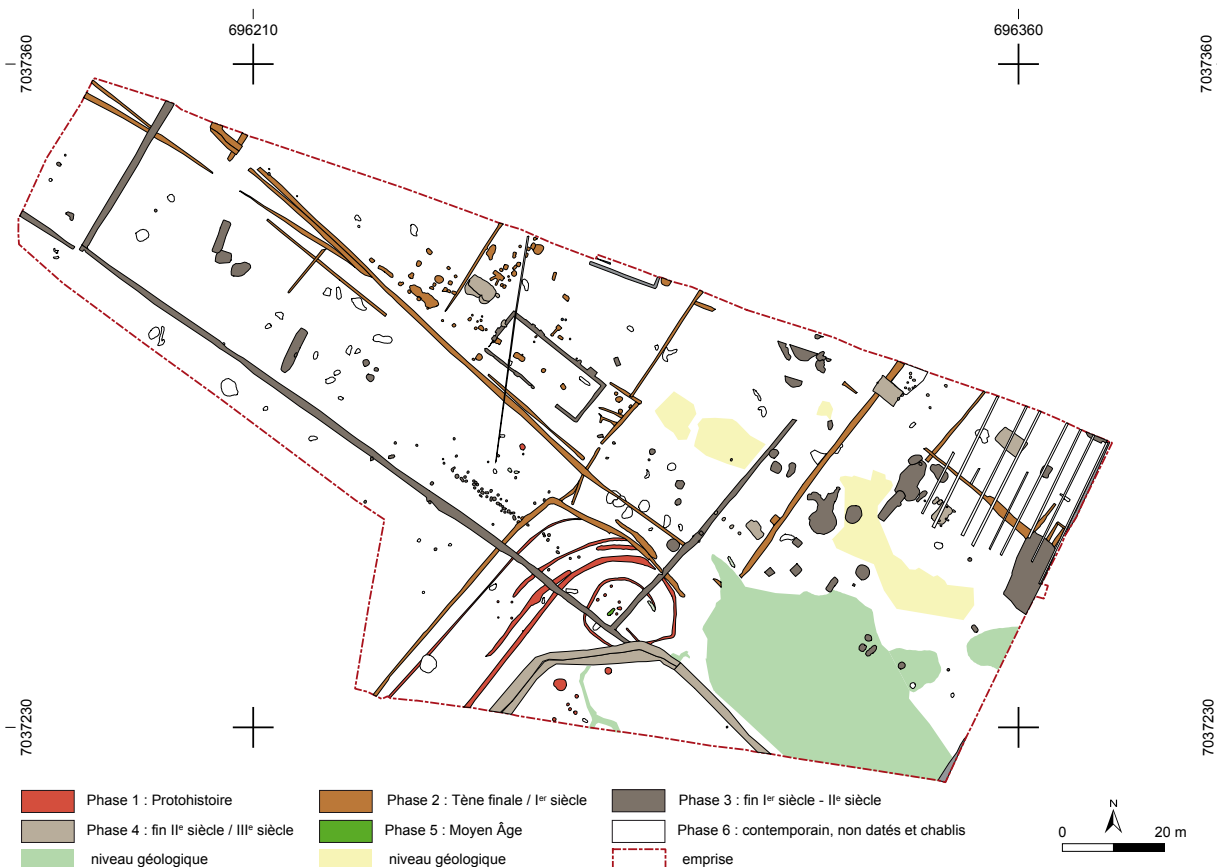 696210 696360
7037360 7037360
7037230 7037230
Phase 1 : Protohistoire Phase 2 : Tène finale / Iᵉʳ siècle Phase 3 : fin Iᵉʳ siècle - IIᵉ siècle
Phase 4 : fin IIᵉ siècle / IIIᵉ siècle Phase 5 : Moyen Âge Phase 6 : contemporain, non datés et chablis
niveau géologique niveau géologique emprise
N
0 20 m